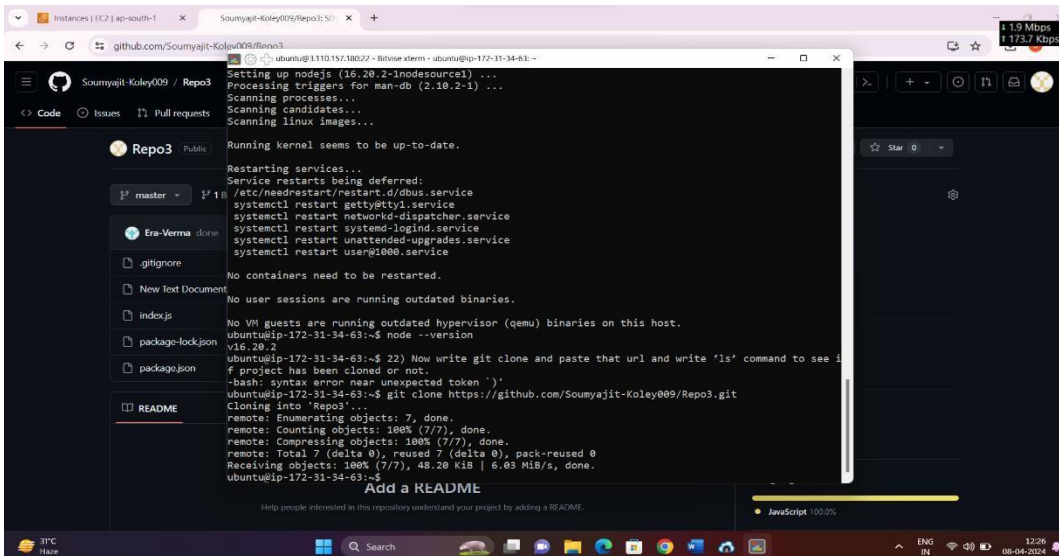 Instances | EC2 | ap-south-1
Soumyajit-Koley009/Repo3: SD
1.9 Mbps
173.7 Kbps
github.com/Soumyajit-Koley009/Repo3
ubuntu@3.110.157.180:22 - Bitvise xterm - ubuntu@ip-172-31-34-63: ~
Soumyajit-Koley009 / Repo3
Code Issues Pull requests
Repo3 Public
Star 0
master
1 B
Era-Verma done
.gitignore
New Text Document
index.js
package-lock.json
package.json
README
Setting up nodejs (16.20.2-1nodesource1) ...
Processing triggers for man-db (2.10.2-1) ...
Scanning processes...
Scanning candidates...
Scanning linux images...
Running kernel seems to be up-to-date.
Restarting services...
Service restarts being deferred:
/etc/needrestart/restart.d/dbus.service
systemctl restart getty@tty1.service
systemctl restart networkd-dispatcher.service
systemctl restart systemd-logind.service
systemctl restart unattended-upgrades.service
systemctl restart user@1000.service
No containers need to be restarted.
No user sessions are running outdated binaries.
No VM guests are running outdated hypervisor (qemu) binaries on this host.
ubuntu@ip-172-31-34-63:~$ node --version
v16.20.2
ubuntu@ip-172-31-34-63:~$ 22) Now write git clone and paste that url and write ‘ls’ command to see i
f project has been cloned or not.
-bash: syntax error near unexpected token `)'
ubuntu@ip-172-31-34-63:~$ git clone https://github.com/Soumyajit-Koley009/Repo3.git
Cloning into 'Repo3'...
remote: Enumerating objects: 7, done.
remote: Counting objects: 100% (7/7), done.
remote: Compressing objects: 100% (7/7), done.
remote: Total 7 (delta 0), reused 7 (delta 0), pack-reused 0
Receiving objects: 100% (7/7), 48.20 KiB | 6.03 MiB/s, done.
ubuntu@ip-172-31-34-63:~$
Add a README
Help people interested in this repository understand your project by adding a README.
JavaScript 100.0%
31°C
Haze
Search
ENG
IN
12:26
08-04-2024